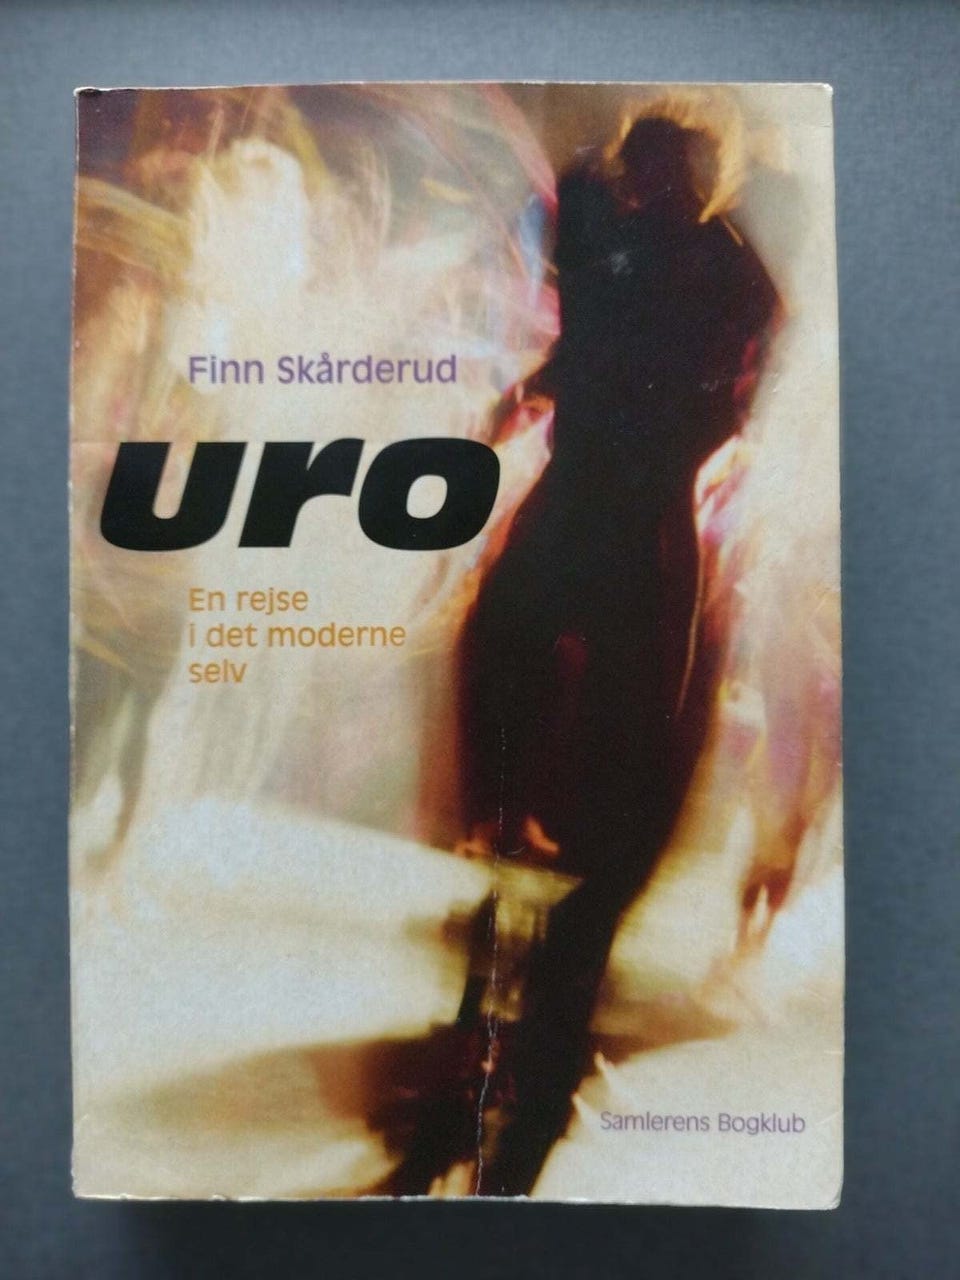 Finn Skårderud
uro
En rejse
i det moderne
selv
Samlerens Bogklub